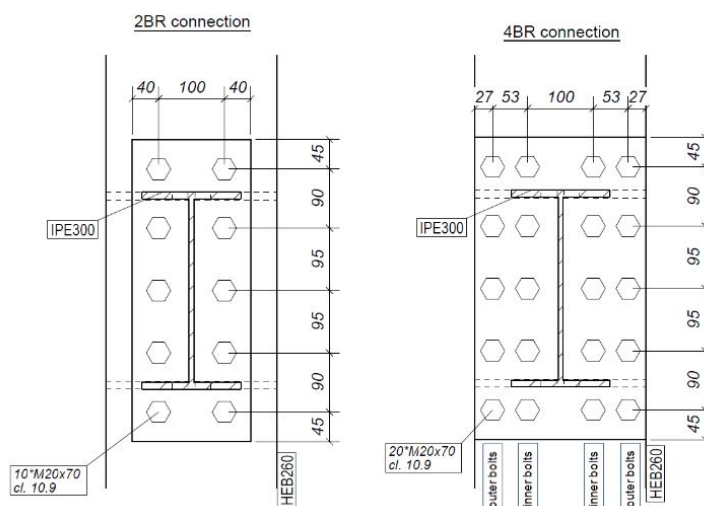 2BR connection
4BR connection
40
100
40
27
53
100
53
27
45
90
95
95
90
45
45
90
95
95
90
45
IPE300
IPE300
10*M20x70
cl. 10.9
20*M20x70
cl. 10.9
HEB260
outer bolts
inner bolts
inner bolts
outer bolts
HEB260